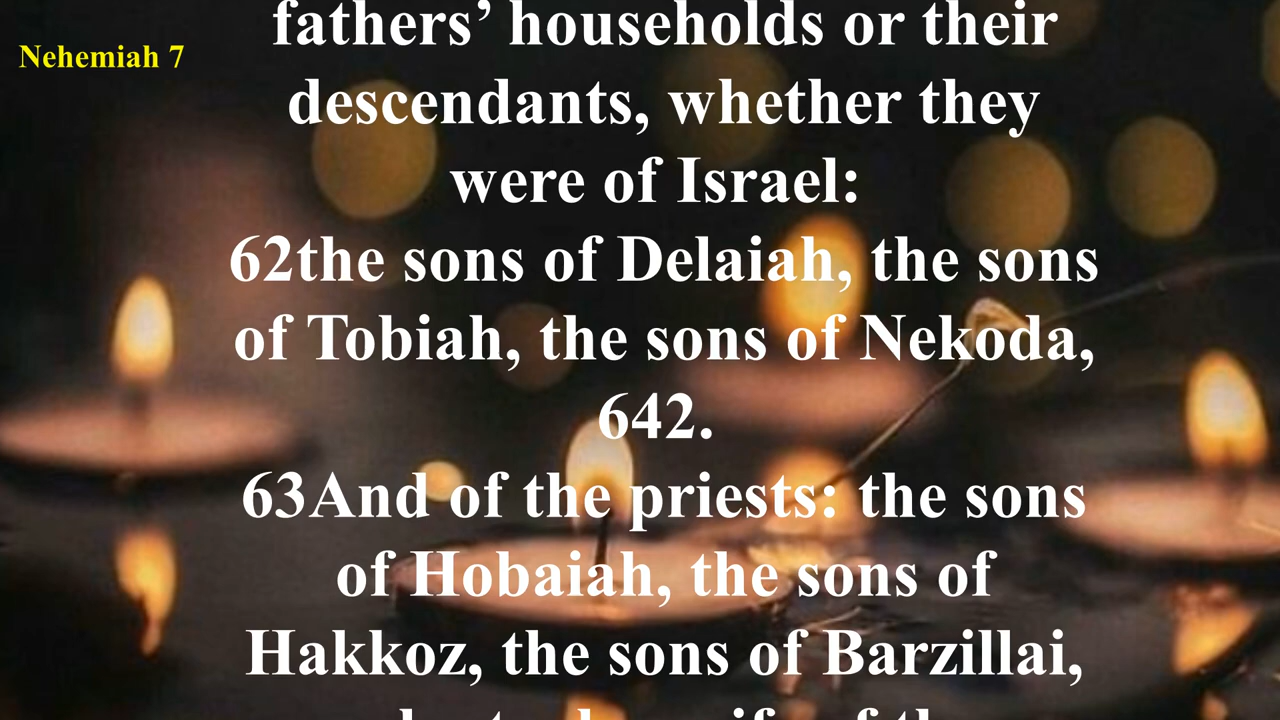 Nehemiah 7
fathers’ households or their
descendants, whether they
were of Israel:
62the sons of Delaiah, the sons
of Tobiah, the sons of Nekoda,
642.
63And of the priests: the sons
of Hobaiah, the sons of
Hakkoz, the sons of Barzillai,